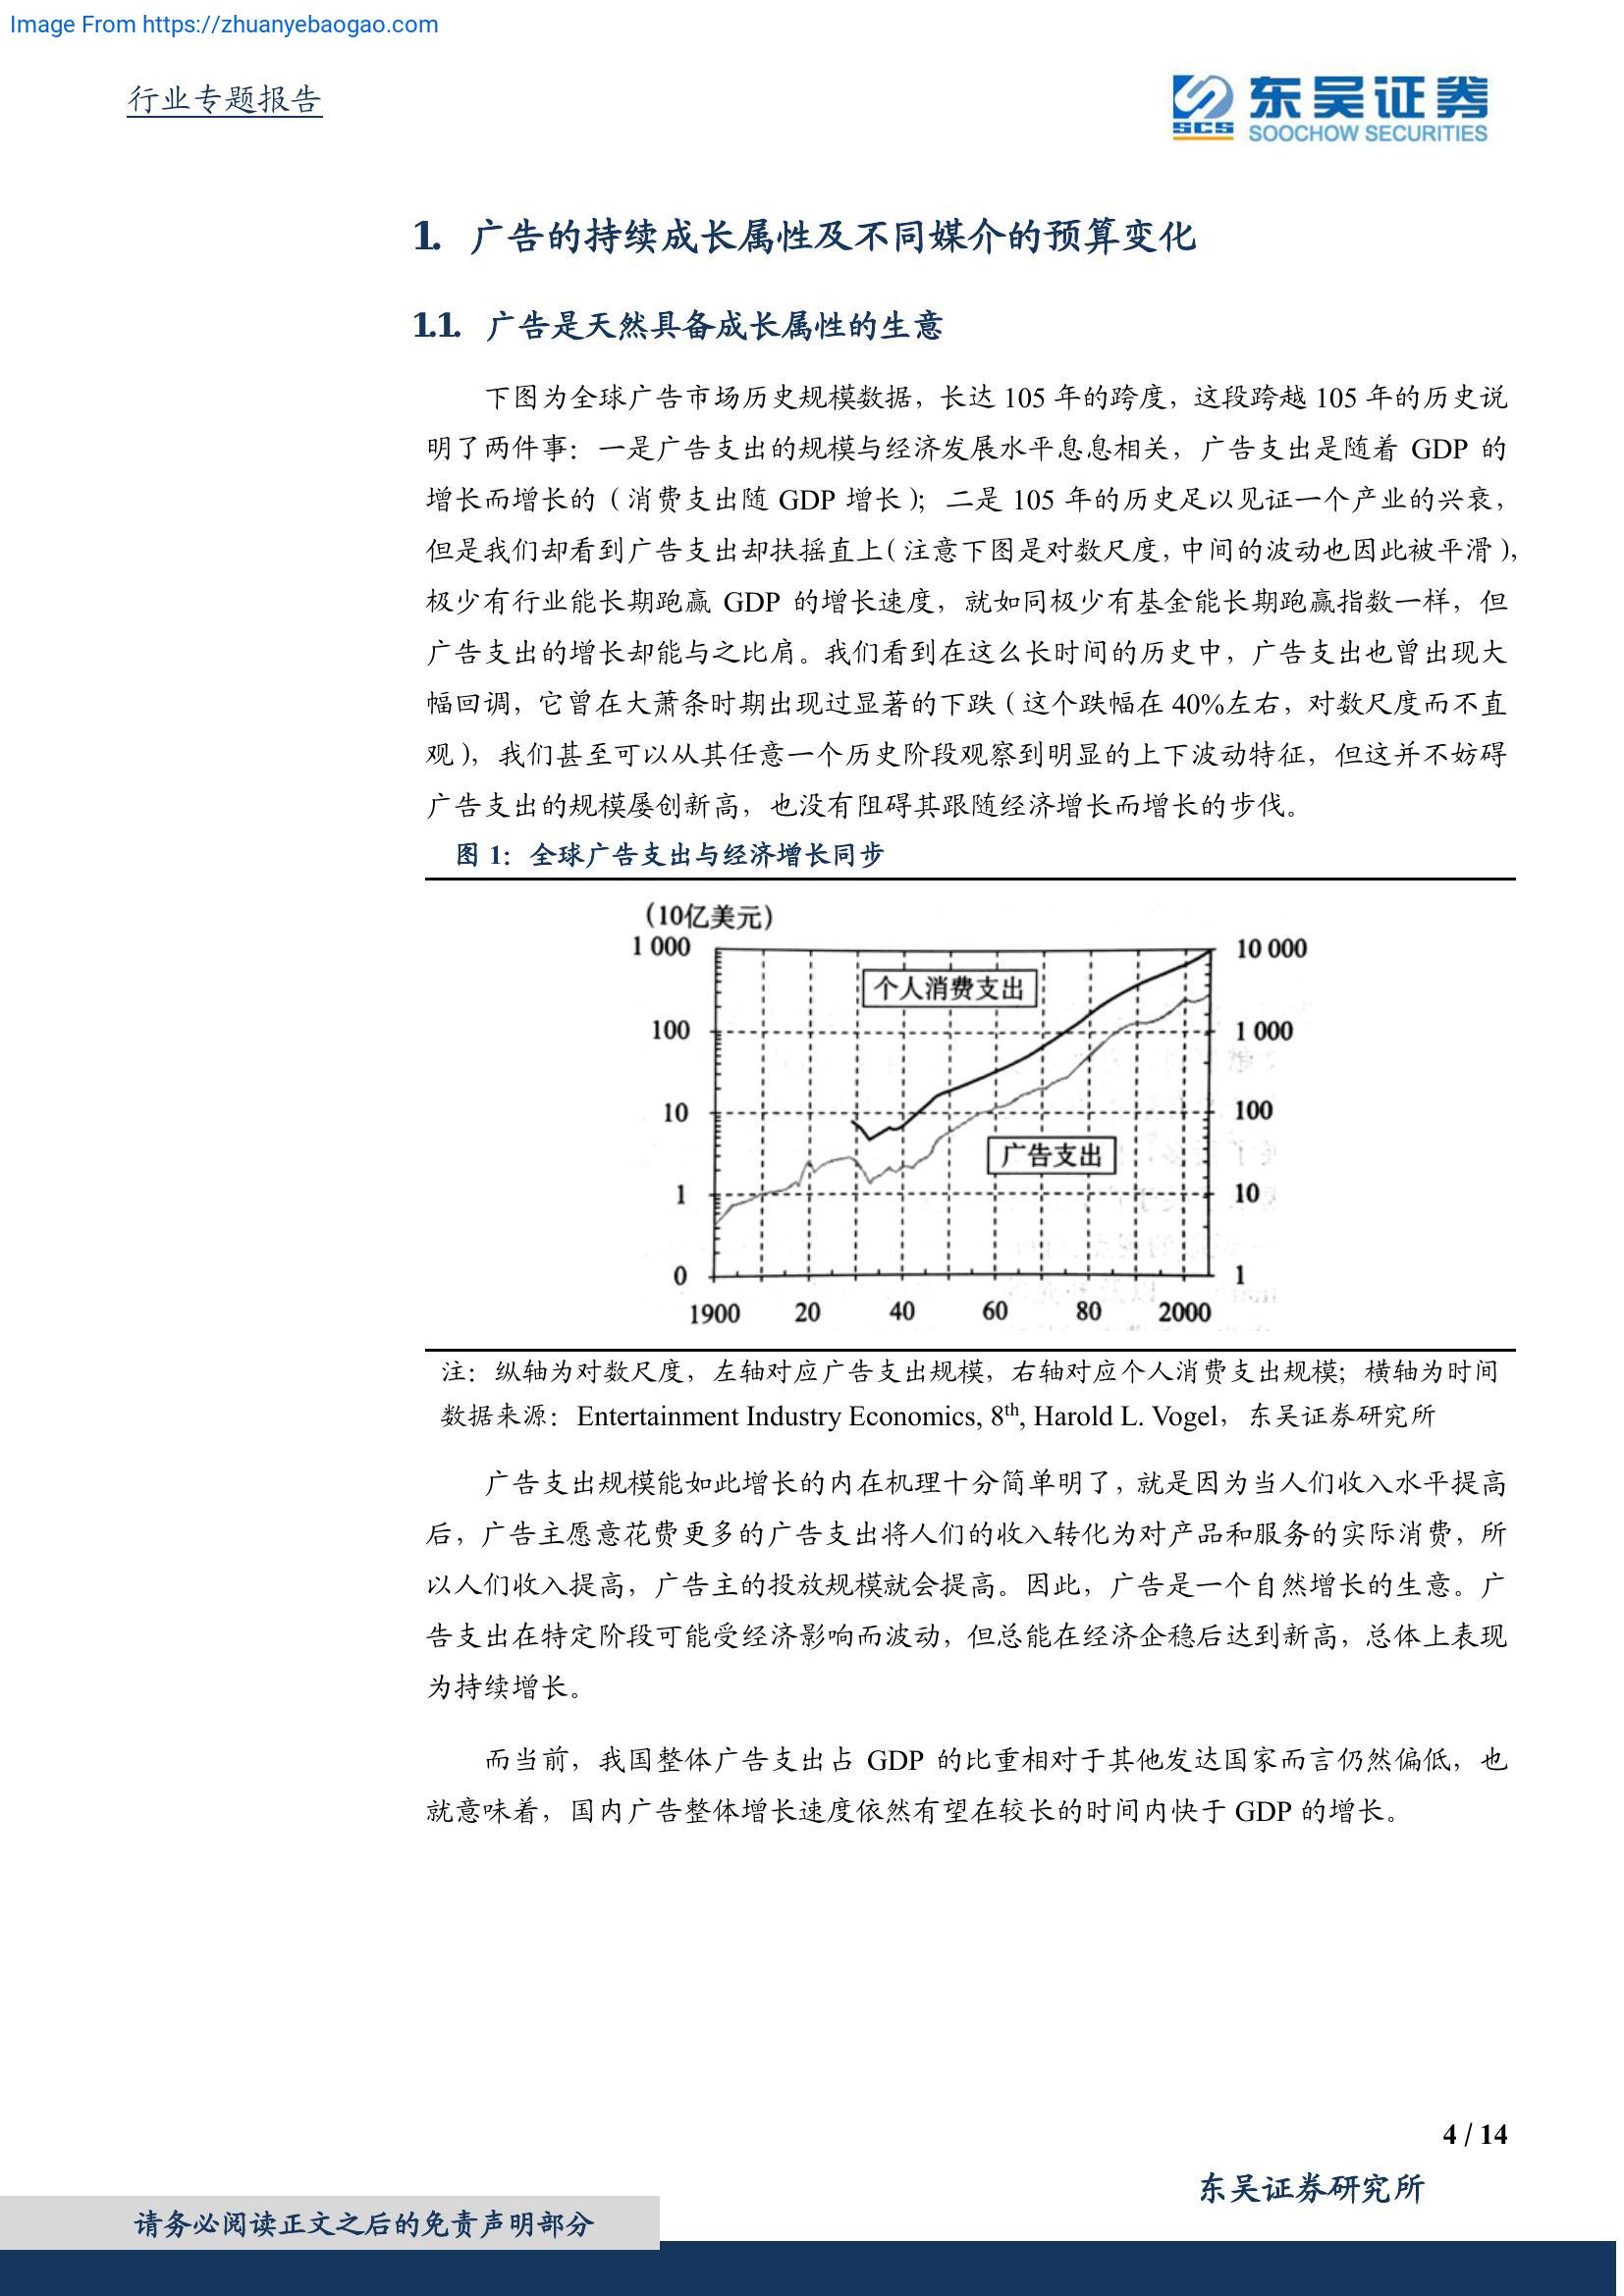 Image From https://zhuanyebaogao.com
行业专题报告
东吴证券
SCS
SOOCHOW SECURITIES
1. 广告的持续成长属性及不同媒介的预算变化
1.1. 广告是天然具备成长属性的生意
下图为全球广告市场历史规模数据，长达 105 年的跨度，这段跨越 105 年的历史说
明了两件事：一是广告支出的规模与经济发展水平息息相关，广告支出是随着 GDP 的
增长而增长的（消费支出随 GDP 增长）；二是 105 年的历史足以见证一个产业的兴衰，
但是我们却看到广告支出却扶摇直上（注意下图是对数尺度，中间的波动也因此被平滑），
极少有行业能长期跑赢 GDP 的增长速度，就如同极少有基金能长期跑赢指数一样，但
广告支出的增长却能与之比肩。我们看到在这么长时间的历史中，广告支出也曾出现大
幅回调，它曾在大萧条时期出现过显著的下跌（这个跌幅在 40%左右，对数尺度而不直
观），我们甚至可以从其任意一个历史阶段观察到明显的上下波动特征，但这并不妨碍
广告支出的规模屡创新高，也没有阻碍其跟随经济增长而增长的步伐。
图 1：全球广告支出与经济增长同步
（10亿美元）
1 000 10 000
个人消费支出
100 1 000
10 100
广告支出
1 10
0 1
1900 20 40 60 80 2000
注：纵轴为对数尺度，左轴对应广告支出规模，右轴对应个人消费支出规模；横轴为时间
数据来源：Entertainment Industry Economics, 8th, Harold L. Vogel，东吴证券研究所
广告支出规模能如此增长的内在机理十分简单明了，就是因为当人们收入水平提高
后，广告主愿意花费更多的广告支出将人们的收入转化为对产品和服务的实际消费，所
以人们收入提高，广告主的投放规模就会提高。因此，广告是一个自然增长的生意。广
告支出在特定阶段可能受经济影响而波动，但总能在经济企稳后达到新高，总体上表现
为持续增长。
而当前，我国整体广告支出占 GDP 的比重相对于其他发达国家而言仍然偏低，也
就意味着，国内广告整体增长速度依然有望在较长的时间内快于 GDP 的增长。
4 / 14
东吴证券研究所
请务必阅读正文之后的免责声明部分